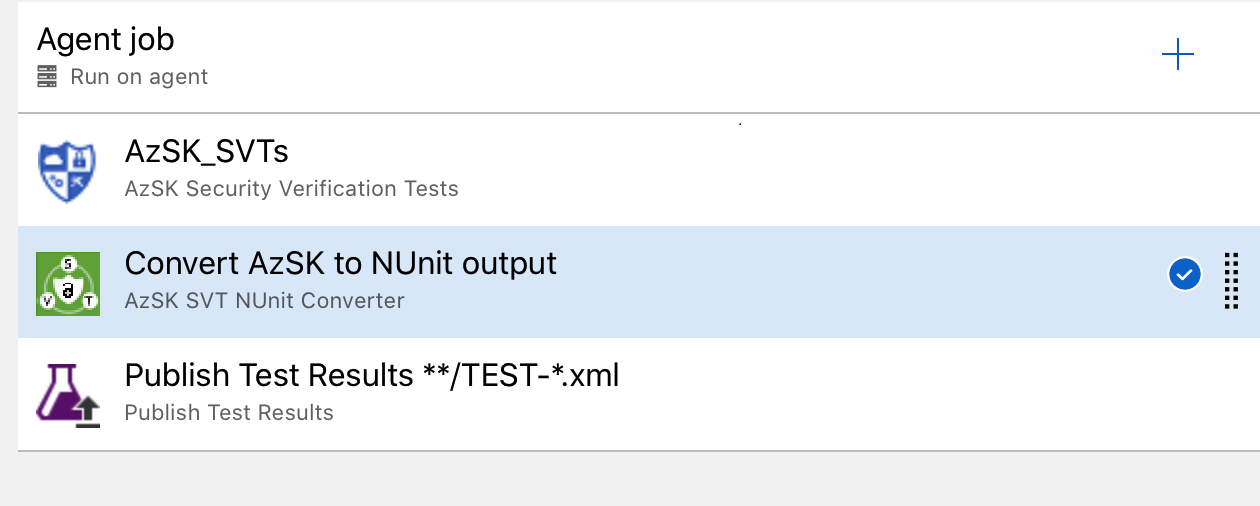 Agent job
Run on agent
AzSK_SVTs
AzSK Security Verification Tests
S
a
V T
Convert AzSK to NUnit output
AzSK SVT NUnit Converter
Publish Test Results **/TEST-*.xml
Publish Test Results